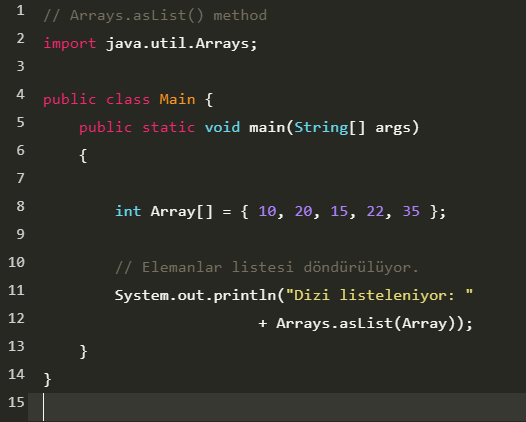 1 // Arrays.asList() method
2 import java.util.Arrays;
3
4 public class Main {
5 public static void main(String[] args)
6 {
7
8 int Array[] = { 10, 20, 15, 22, 35 };
9
10 // Elemanlar listesi döndürülüyor.
11 System.out.println("Dizi listeleniyor: "
12 + Arrays.asList(Array));
13 }
14 }
15